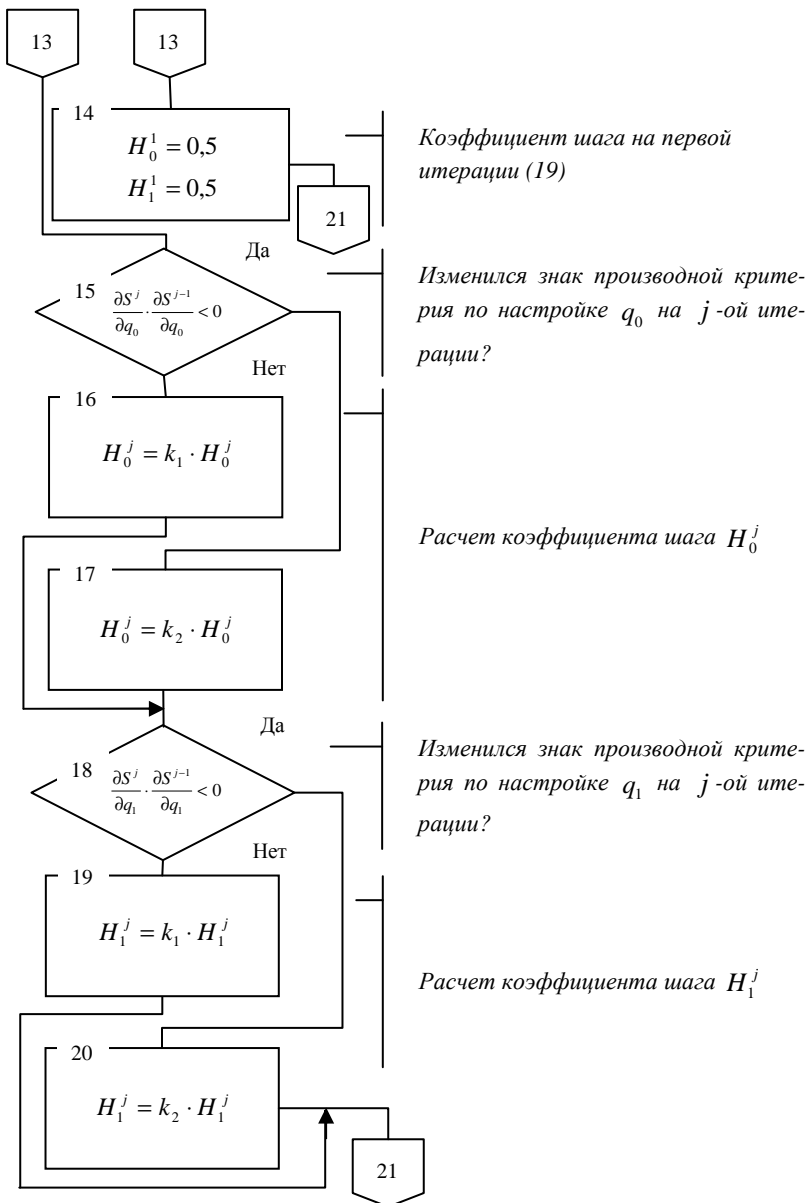 13
13
14
H_0^1 = 0,5
H_1^1 = 0,5
Коэффициент шага на первой
итерации (19)
21
Да
15
∂S^j/∂q_0 · ∂S^{j-1}/∂q_0 < 0
Изменился знак производной крите-
рия по настройке q_0 на j -ой ите-
рации?
Нет
16
H_0^j = k_1 · H_0^j
Расчет коэффициента шага H_0^j
17
H_0^j = k_2 · H_0^j
Да
18
∂S^j/∂q_1 · ∂S^{j-1}/∂q_1 < 0
Изменился знак производной крите-
рия по настройке q_1 на j -ой ите-
рации?
Нет
19
H_1^j = k_1 · H_1^j
Расчет коэффициента шага H_1^j
20
H_1^j = k_2 · H_1^j
21